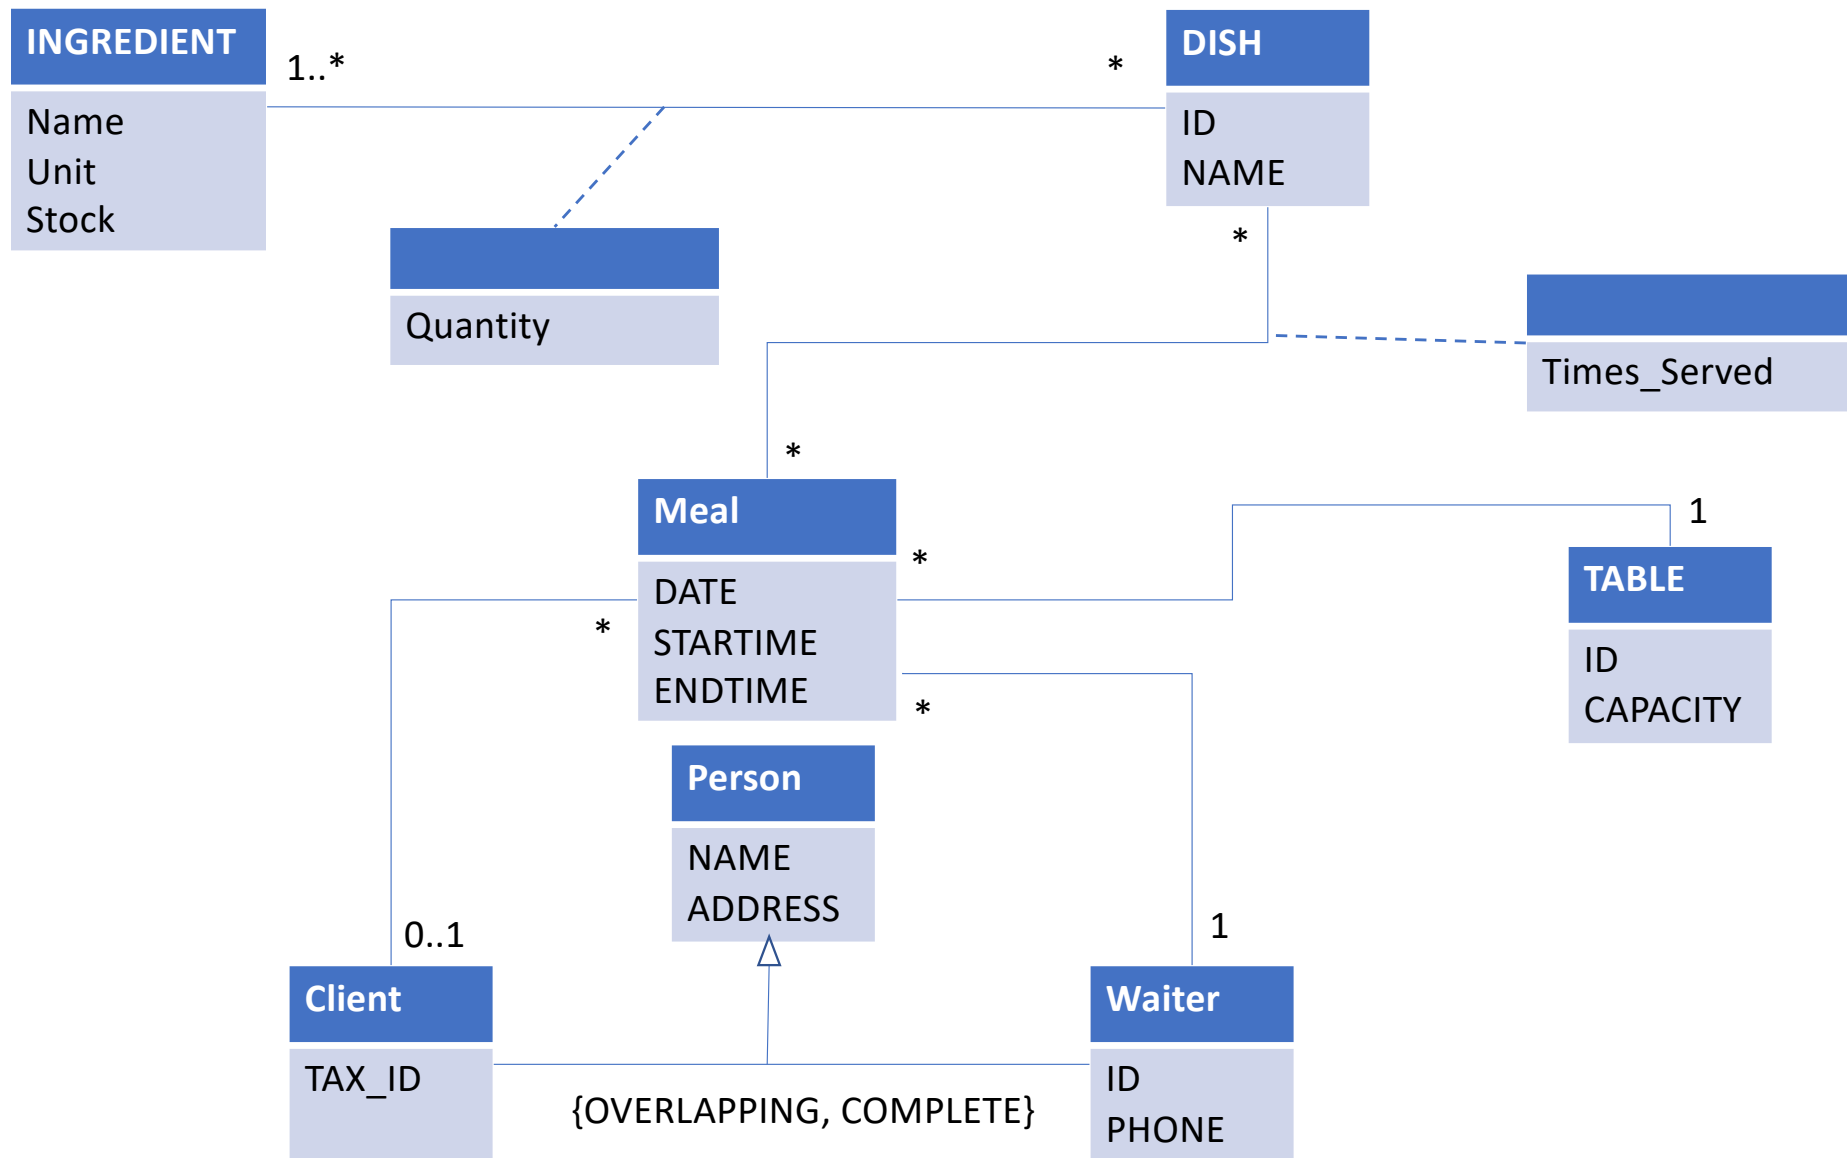 INGREDIENT
Name
Unit
Stock
1..*
*
DISH
ID
NAME
*
Quantity
Times_Served
*
Meal
DATE
STARTIME
ENDTIME
*
*
*
1
TABLE
ID
CAPACITY
Person
NAME
ADDRESS
0..1
1
Client
TAX_ID
{OVERLAPPING, COMPLETE}
Waiter
ID
PHONE